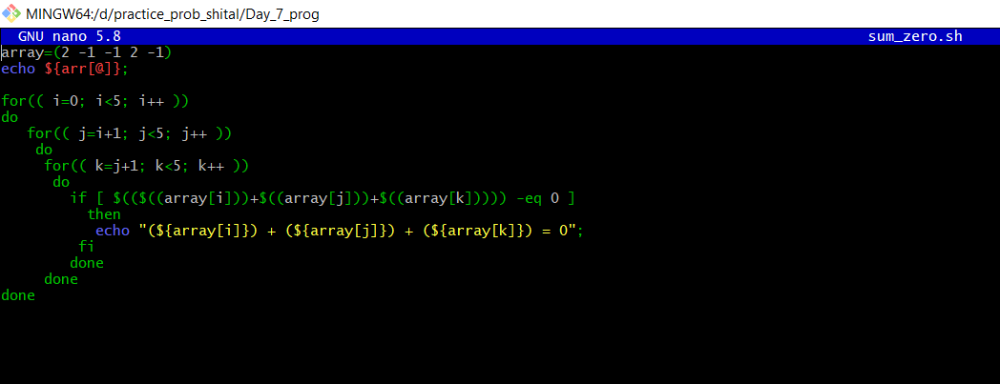 MINGW64:/d/practice_prob_shital/Day_7_prog
GNU nano 5.8 sum_zero.sh
array=(2 -1 -1 2 -1)
echo ${arr[@]};
for(( i=0; i<5; i++ ))
do
for(( j=i+1; j<5; j++ ))
do
for(( k=j+1; k<5; k++ ))
do
if [ $(($((array[i]))+$((array[j]))+$((array[k])))) -eq 0 ]
then
echo "(${array[i]}) + (${array[j]}) + (${array[k]}) = 0";
fi
done
done
done